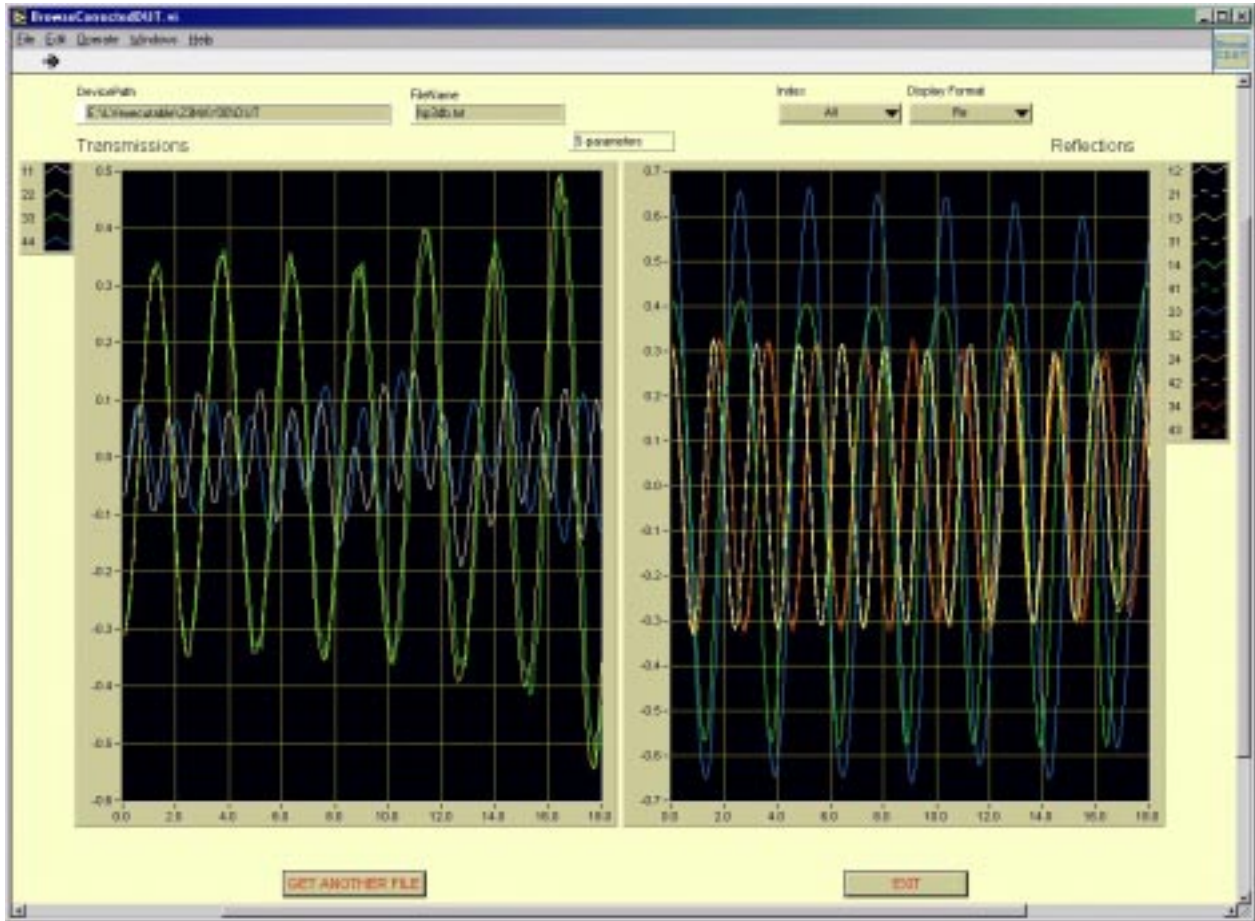 BrowseConnectedDUT.vi
File Edit Operate Windows Help
DevicePath
FileName
Index
Display Format
All
Re
S-parameters
Transmissions
Reflections
11
22
33
44
0.5
0.4
0.3
0.2
0.1
0.0
-0.1
-0.2
-0.3
-0.4
-0.5
-0.6
0.0 2.0 4.0 6.0 8.0 10.0 12.0 14.0 16.0 18.0
0.7
0.6
0.5
0.4
0.3
0.2
0.1
0.0
-0.1
-0.2
-0.3
-0.4
-0.5
-0.6
-0.7
0.0 2.0 4.0 6.0 8.0 10.0 12.0 14.0 16.0 18.0
12
21
13
31
14
41
23
32
24
42
34
43
GET ANOTHER FILE
EXIT